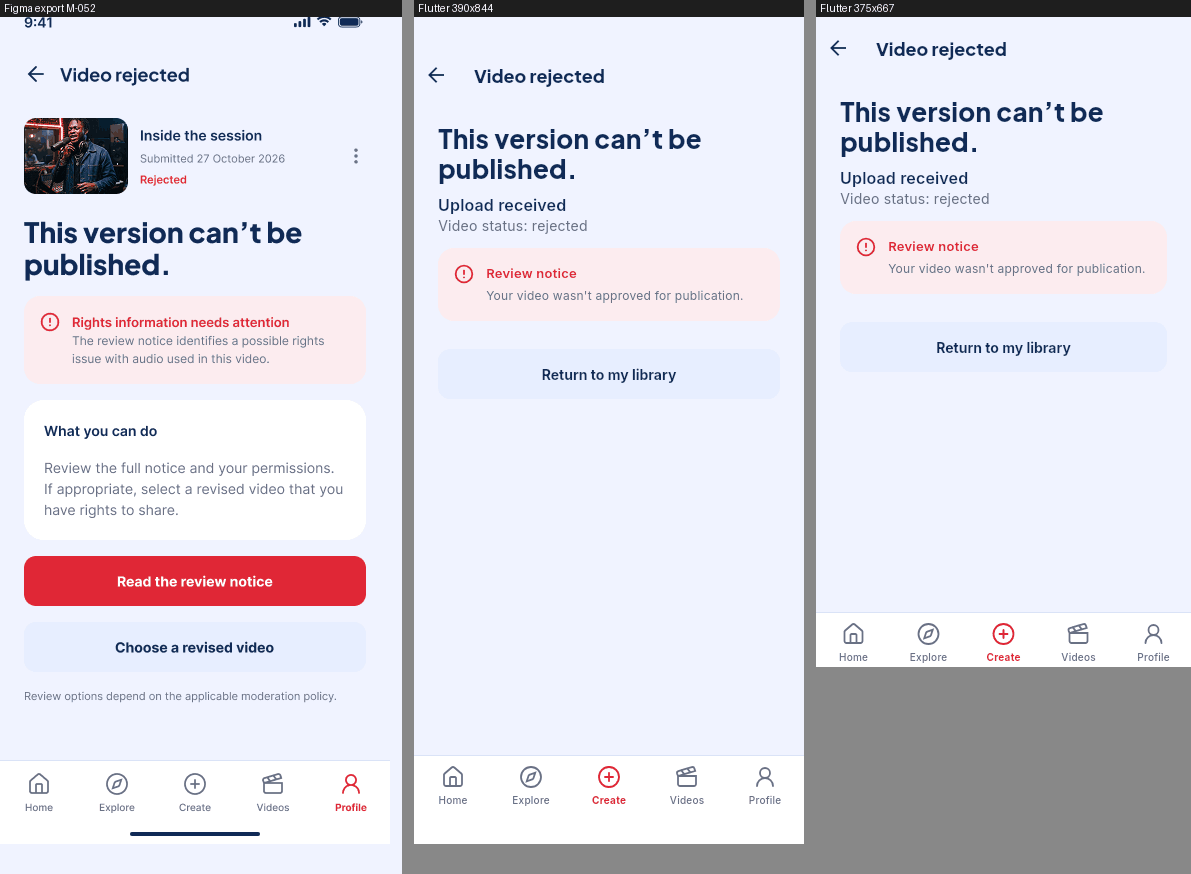 Figma export M-052
9:41
Video rejected
Inside the session
Submitted 27 October 2026
Rejected
This version can’t be
published.
Rights information needs attention
The review notice identifies a possible rights
issue with audio used in this video.
What you can do
Review the full notice and your permissions.
If appropriate, select a revised video that you
have rights to share.
Read the review notice
Choose a revised video
Review options depend on the applicable moderation policy.
Home
Explore
Create
Videos
Profile
Flutter 390x844
Video rejected
This version can’t be
published.
Upload received
Video status: rejected
Review notice
Your video wasn't approved for publication.
Return to my library
Home
Explore
Create
Videos
Profile
Flutter 375x667
Video rejected
This version can’t be
published.
Upload received
Video status: rejected
Review notice
Your video wasn't approved for publication.
Return to my library
Home
Explore
Create
Videos
Profile